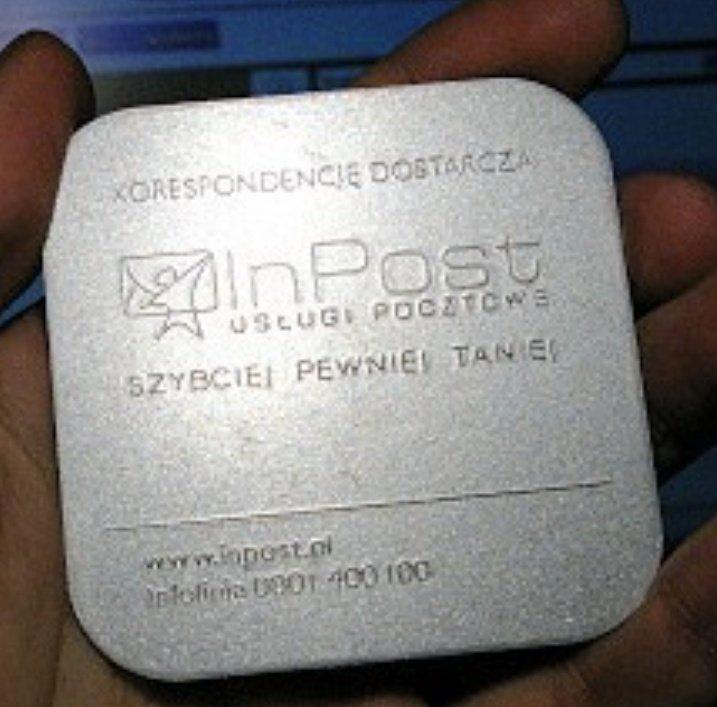 KORESPONDENCJĘ DOSTARCZA
InPost
USŁUGI POCZTOWE
SZYBCIEJ PEWNIEJ TANIEJ
www.inpost.pl
infolinia 0801 400 100